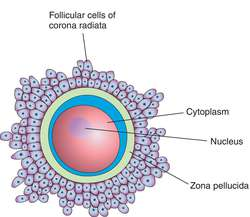 Follicular cells of
corona radiata
Cytoplasm
Nucleus
Zona pellucida